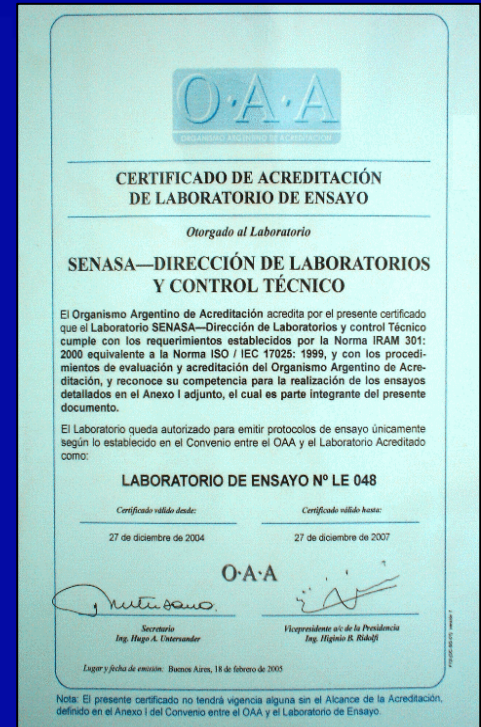 O·A·A
ORGANISMO ARGENTINO DE ACREDITACION
CERTIFICADO DE ACREDITACIÓN
DE LABORATORIO DE ENSAYO
Otorgado al Laboratorio
SENASA—DIRECCIÓN DE LABORATORIOS
Y CONTROL TÉCNICO
El Organismo Argentino de Acreditación acredita por el presente certificado
que el Laboratorio SENASA—Dirección de Laboratorios y control Técnico
cumple con los requerimientos establecidos por la Norma IRAM 301:
2000 equivalente a la Norma ISO / IEC 17025: 1999, y con los procedi-
mientos de evaluación y acreditación del Organismo Argentino de Acre-
ditación, y reconoce su competencia para la realización de los ensayos
detallados en el Anexo I adjunto, el cual es parte integrante del presente
documento.
El Laboratorio queda autorizado para emitir protocolos de ensayo únicamente
según lo establecido en el Convenio entre el OAA y el Laboratorio Acreditado
como:
LABORATORIO DE ENSAYO Nº LE 048
Certificado válido desde: Certificado válido hasta:
27 de diciembre de 2004 27 de diciembre de 2007
O·A·A
Secretario Vicepresidente a/c de la Presidencia
Ing. Hugo A. Untersander Ing. Higinio B. Ridolfi
Lugar y fecha de emisión: Buenos Aires, 18 de febrero de 2005
Nota: El presente certificado no tendrá vigencia alguna sin el Alcance de la Acreditación,
definido en el Anexo I del Convenio entre el OAA y el Laboratorio de Ensayo.